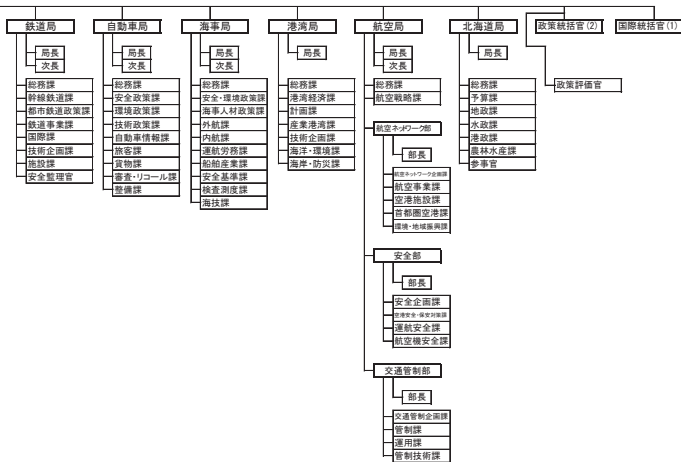 鉄道局
局長
次長
総務課
幹線鉄道課
都市鉄道政策課
鉄道事業課
国際課
技術企画課
施設課
安全監理官
自動車局
局長
次長
総務課
安全政策課
環境政策課
技術政策課
自動車情報課
旅客課
貨物課
審査・リコール課
整備課
海事局
局長
次長
総務課
安全・環境政策課
海事人材政策課
外航課
内航課
運航労務課
船舶産業課
安全基準課
検査測度課
海技課
港湾局
局長
総務課
港湾経済課
計画課
産業港湾課
技術企画課
海洋・環境課
海岸・防災課
航空局
局長
次長
総務課
航空戦略課
航空ネットワーク部
部長
航空ネットワーク企画課
航空事業課
空港施設課
首都圏空港課
環境・地域振興課
安全部
部長
安全企画課
空港安全・保安対策課
運航安全課
航空機安全課
交通管制部
部長
交通管制企画課
管制課
運用課
管制技術課
北海道局
局長
総務課
予算課
地政課
水政課
港政課
農林水産課
参事官
政策統括官(2)
政策評価官
国際統括官(1)